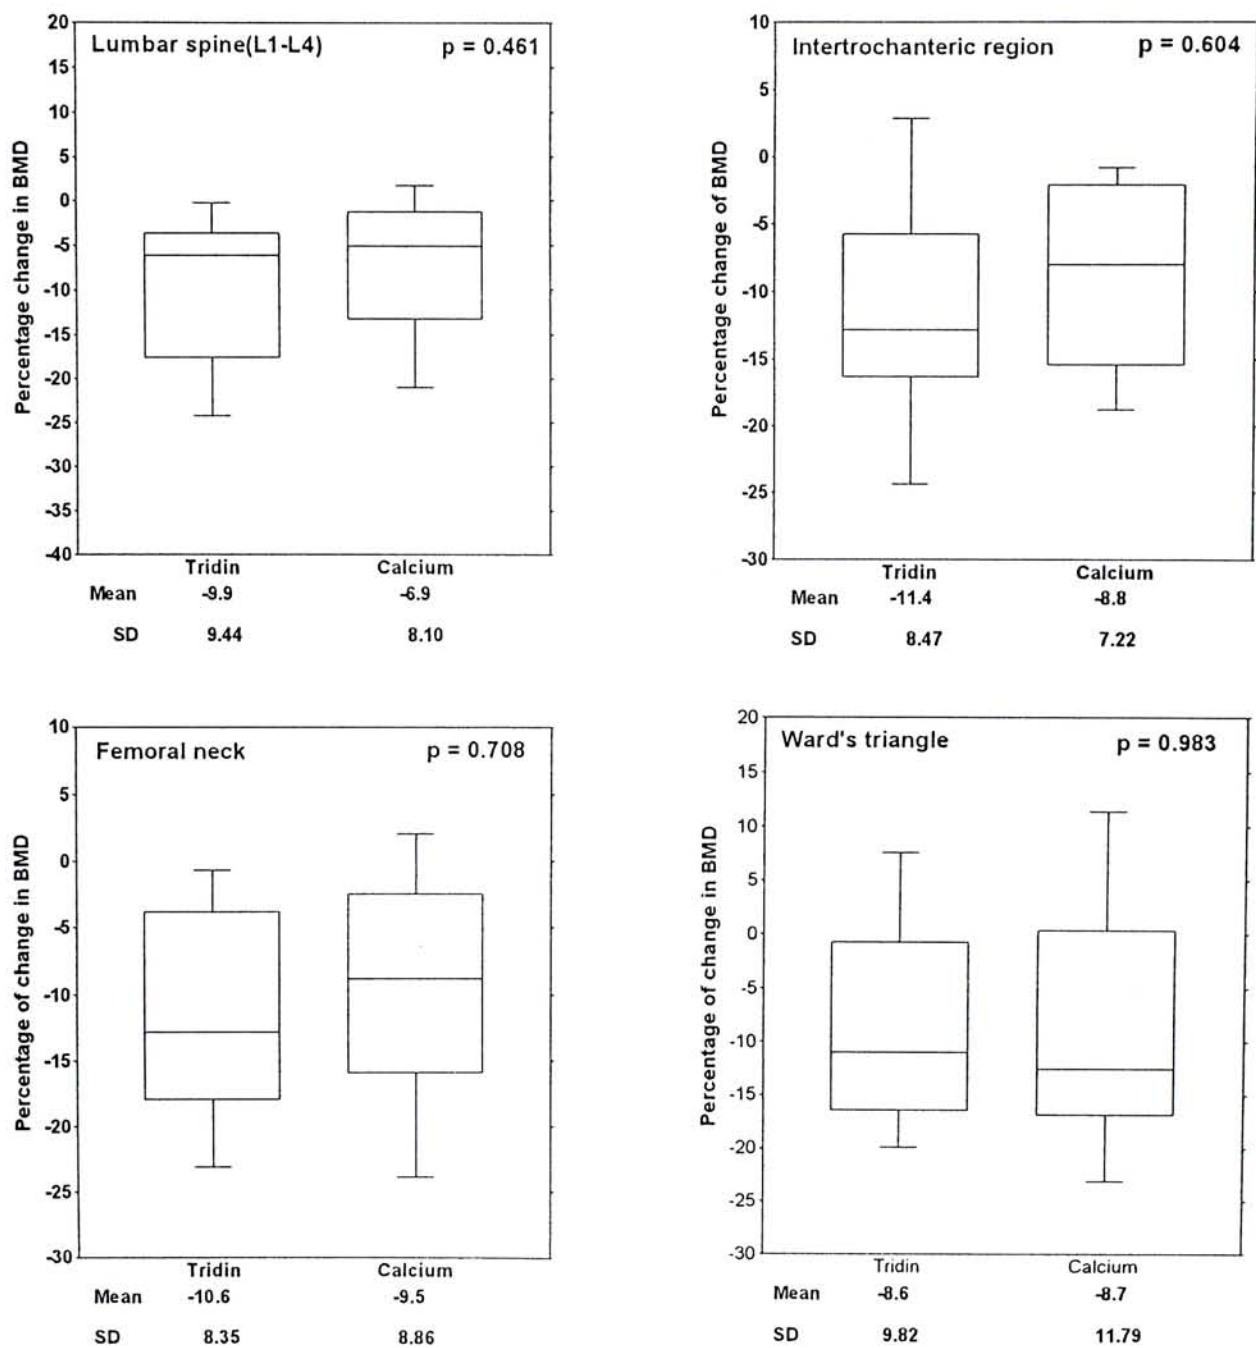 Lumbar spine(L1-L4) p = 0.461
Percentage change in BMD
20
15
10
5
0
-5
-10
-15
-20
-25
-30
-35
-40
Tridin Calcium
Mean -9.9 -6.9
SD 9.44 8.10
Intertrochanteric region p = 0.604
Percentage change of BMD
10
5
0
-5
-10
-15
-20
-25
-30
Tridin Calcium
Mean -11.4 -8.8
SD 8.47 7.22
Femoral neck p = 0.708
Percentage of change in BMD
10
5
0
-5
-10
-15
-20
-25
-30
Tridin Calcium
Mean -10.6 -9.5
SD 8.35 8.86
Ward's triangle p = 0.983
Percentage of change in BMD
20
15
10
5
0
-5
-10
-15
-20
-25
-30
Tridin Calcium
Mean -8.6 -8.7
SD 9.82 11.79